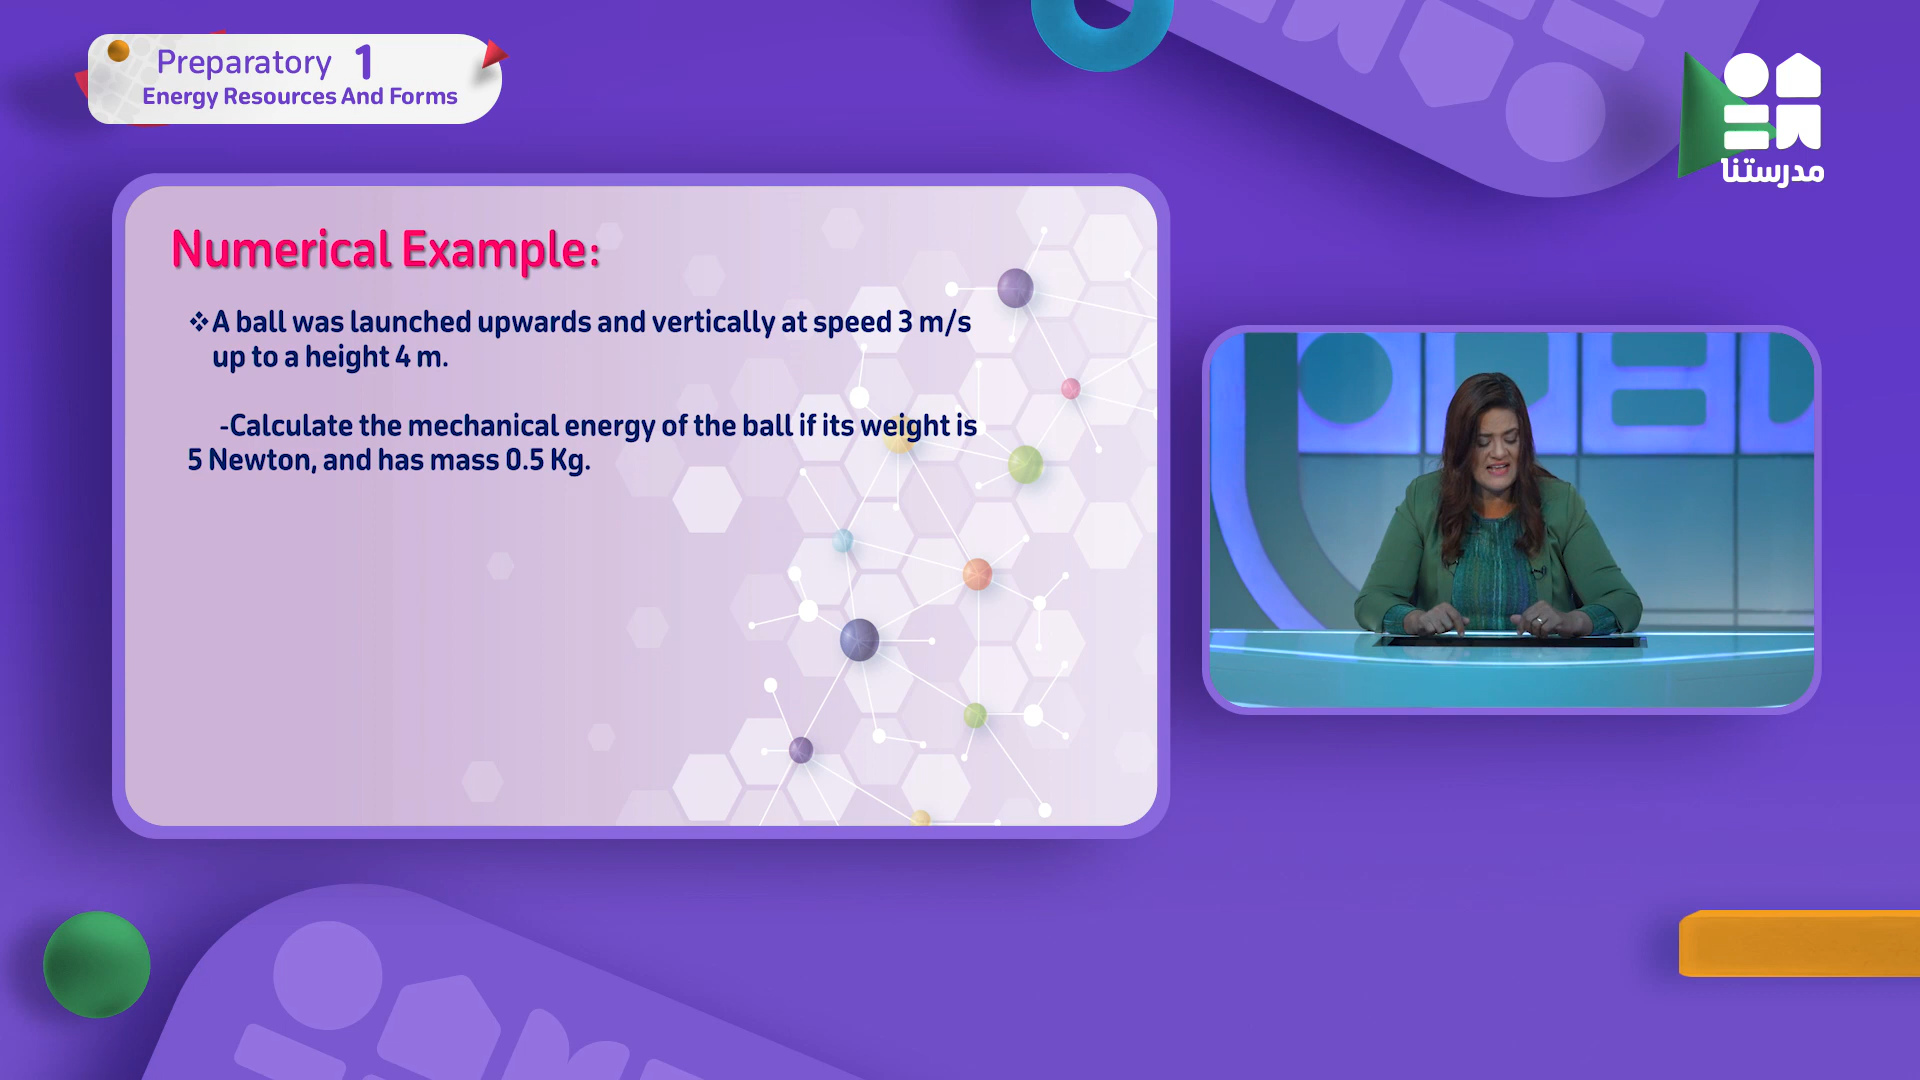 Preparatory 1
Energy Resources And Forms
مدرستنا
Numerical Example:
❖A ball was launched upwards and vertically at speed 3 m/s
up to a height 4 m.
-Calculate the mechanical energy of the ball if its weight is
5 Newton, and has mass 0.5 Kg.